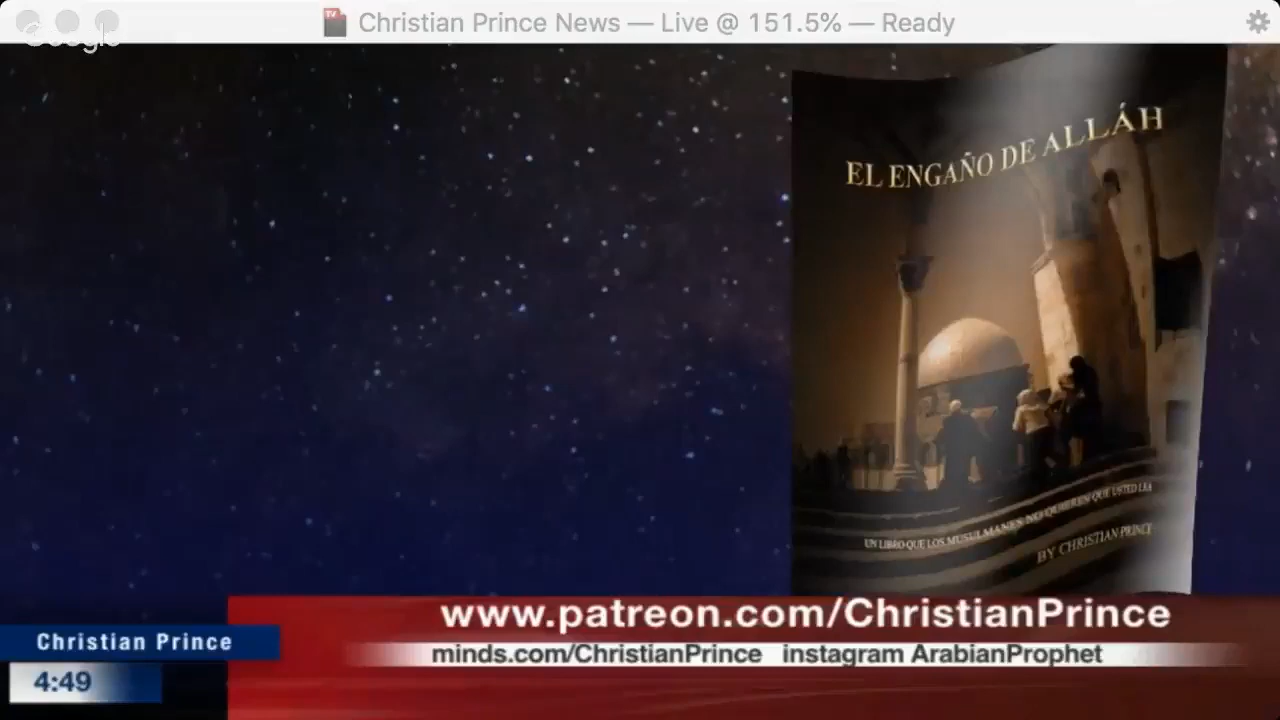 Christian Prince News — Live @ 151.5% — Ready
Google
EL ENGAÑO DE ALLÁH
UN LIBRO QUE LOS MUSULMANES NO QUIEREN QUE USTED LEA
BY CHRISTIAN PRINCE
www.patreon.com/ChristianPrince
Christian Prince
minds.com/ChristianPrince instagram ArabianProphet
4:49